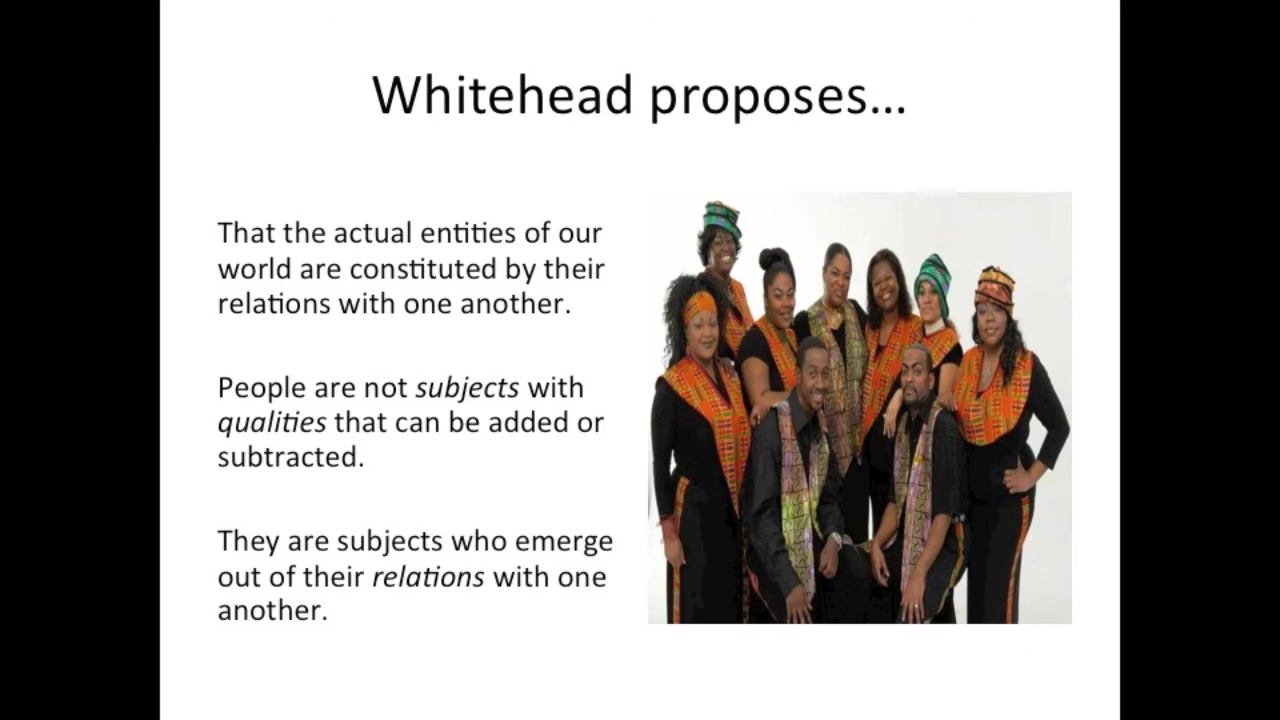 Whitehead proposes…
That the actual entities of our
world are constituted by their
relations with one another.
People are not subjects with
qualities that can be added or
subtracted.
They are subjects who emerge
out of their relations with one
another.